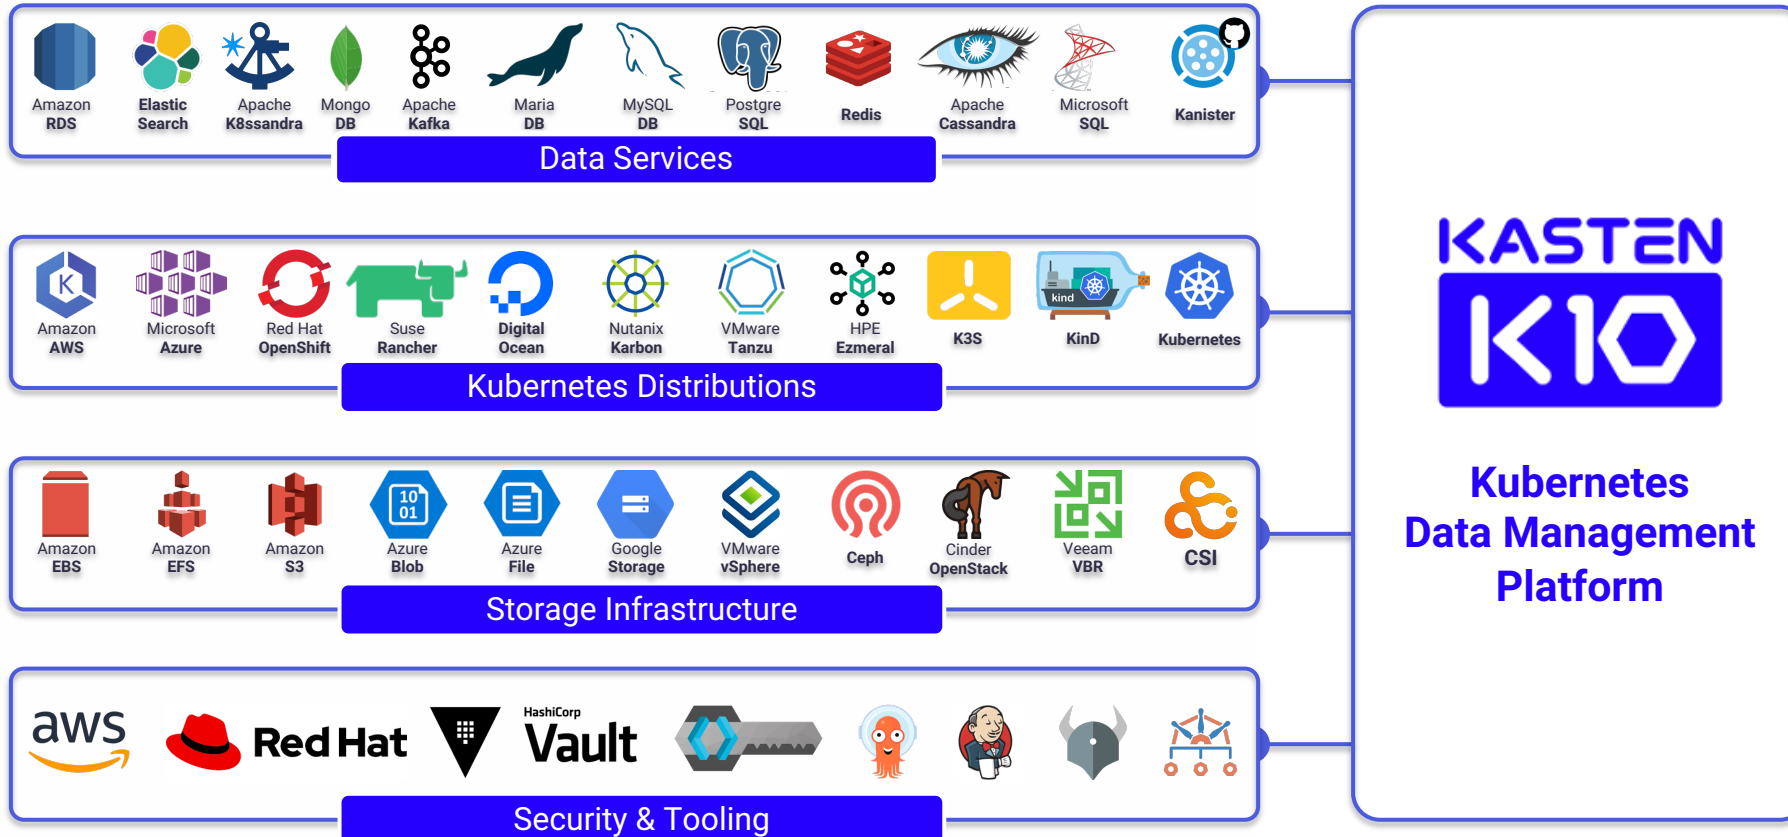 Amazon
RDS
Elastic
Search
Apache
K8ssandra
Mongo
DB
Apache
Kafka
Maria
DB
MySQL
DB
Postgre
SQL
Redis
Apache
Cassandra
Microsoft
SQL
Kanister
Data Services
K
Amazon
AWS
Microsoft
Azure
Red Hat
OpenShift
Suse
Rancher
Digital
Ocean
Nutanix
Karbon
VMware
Tanzu
HPE
Ezmeral
K3S
kind
KinD
Kubernetes
Kubernetes Distributions
Amazon
EBS
Amazon
EFS
Amazon
S3
10
01
Azure
Blob
Azure
File
Google
Storage
VMware
vSphere
Ceph
Cinder
OpenStack
Veeam
VBR
CSI
Storage Infrastructure
aws
Red Hat
HashiCorp
Vault
Security & Tooling
KASTEN
K10
Kubernetes
Data Management
Platform